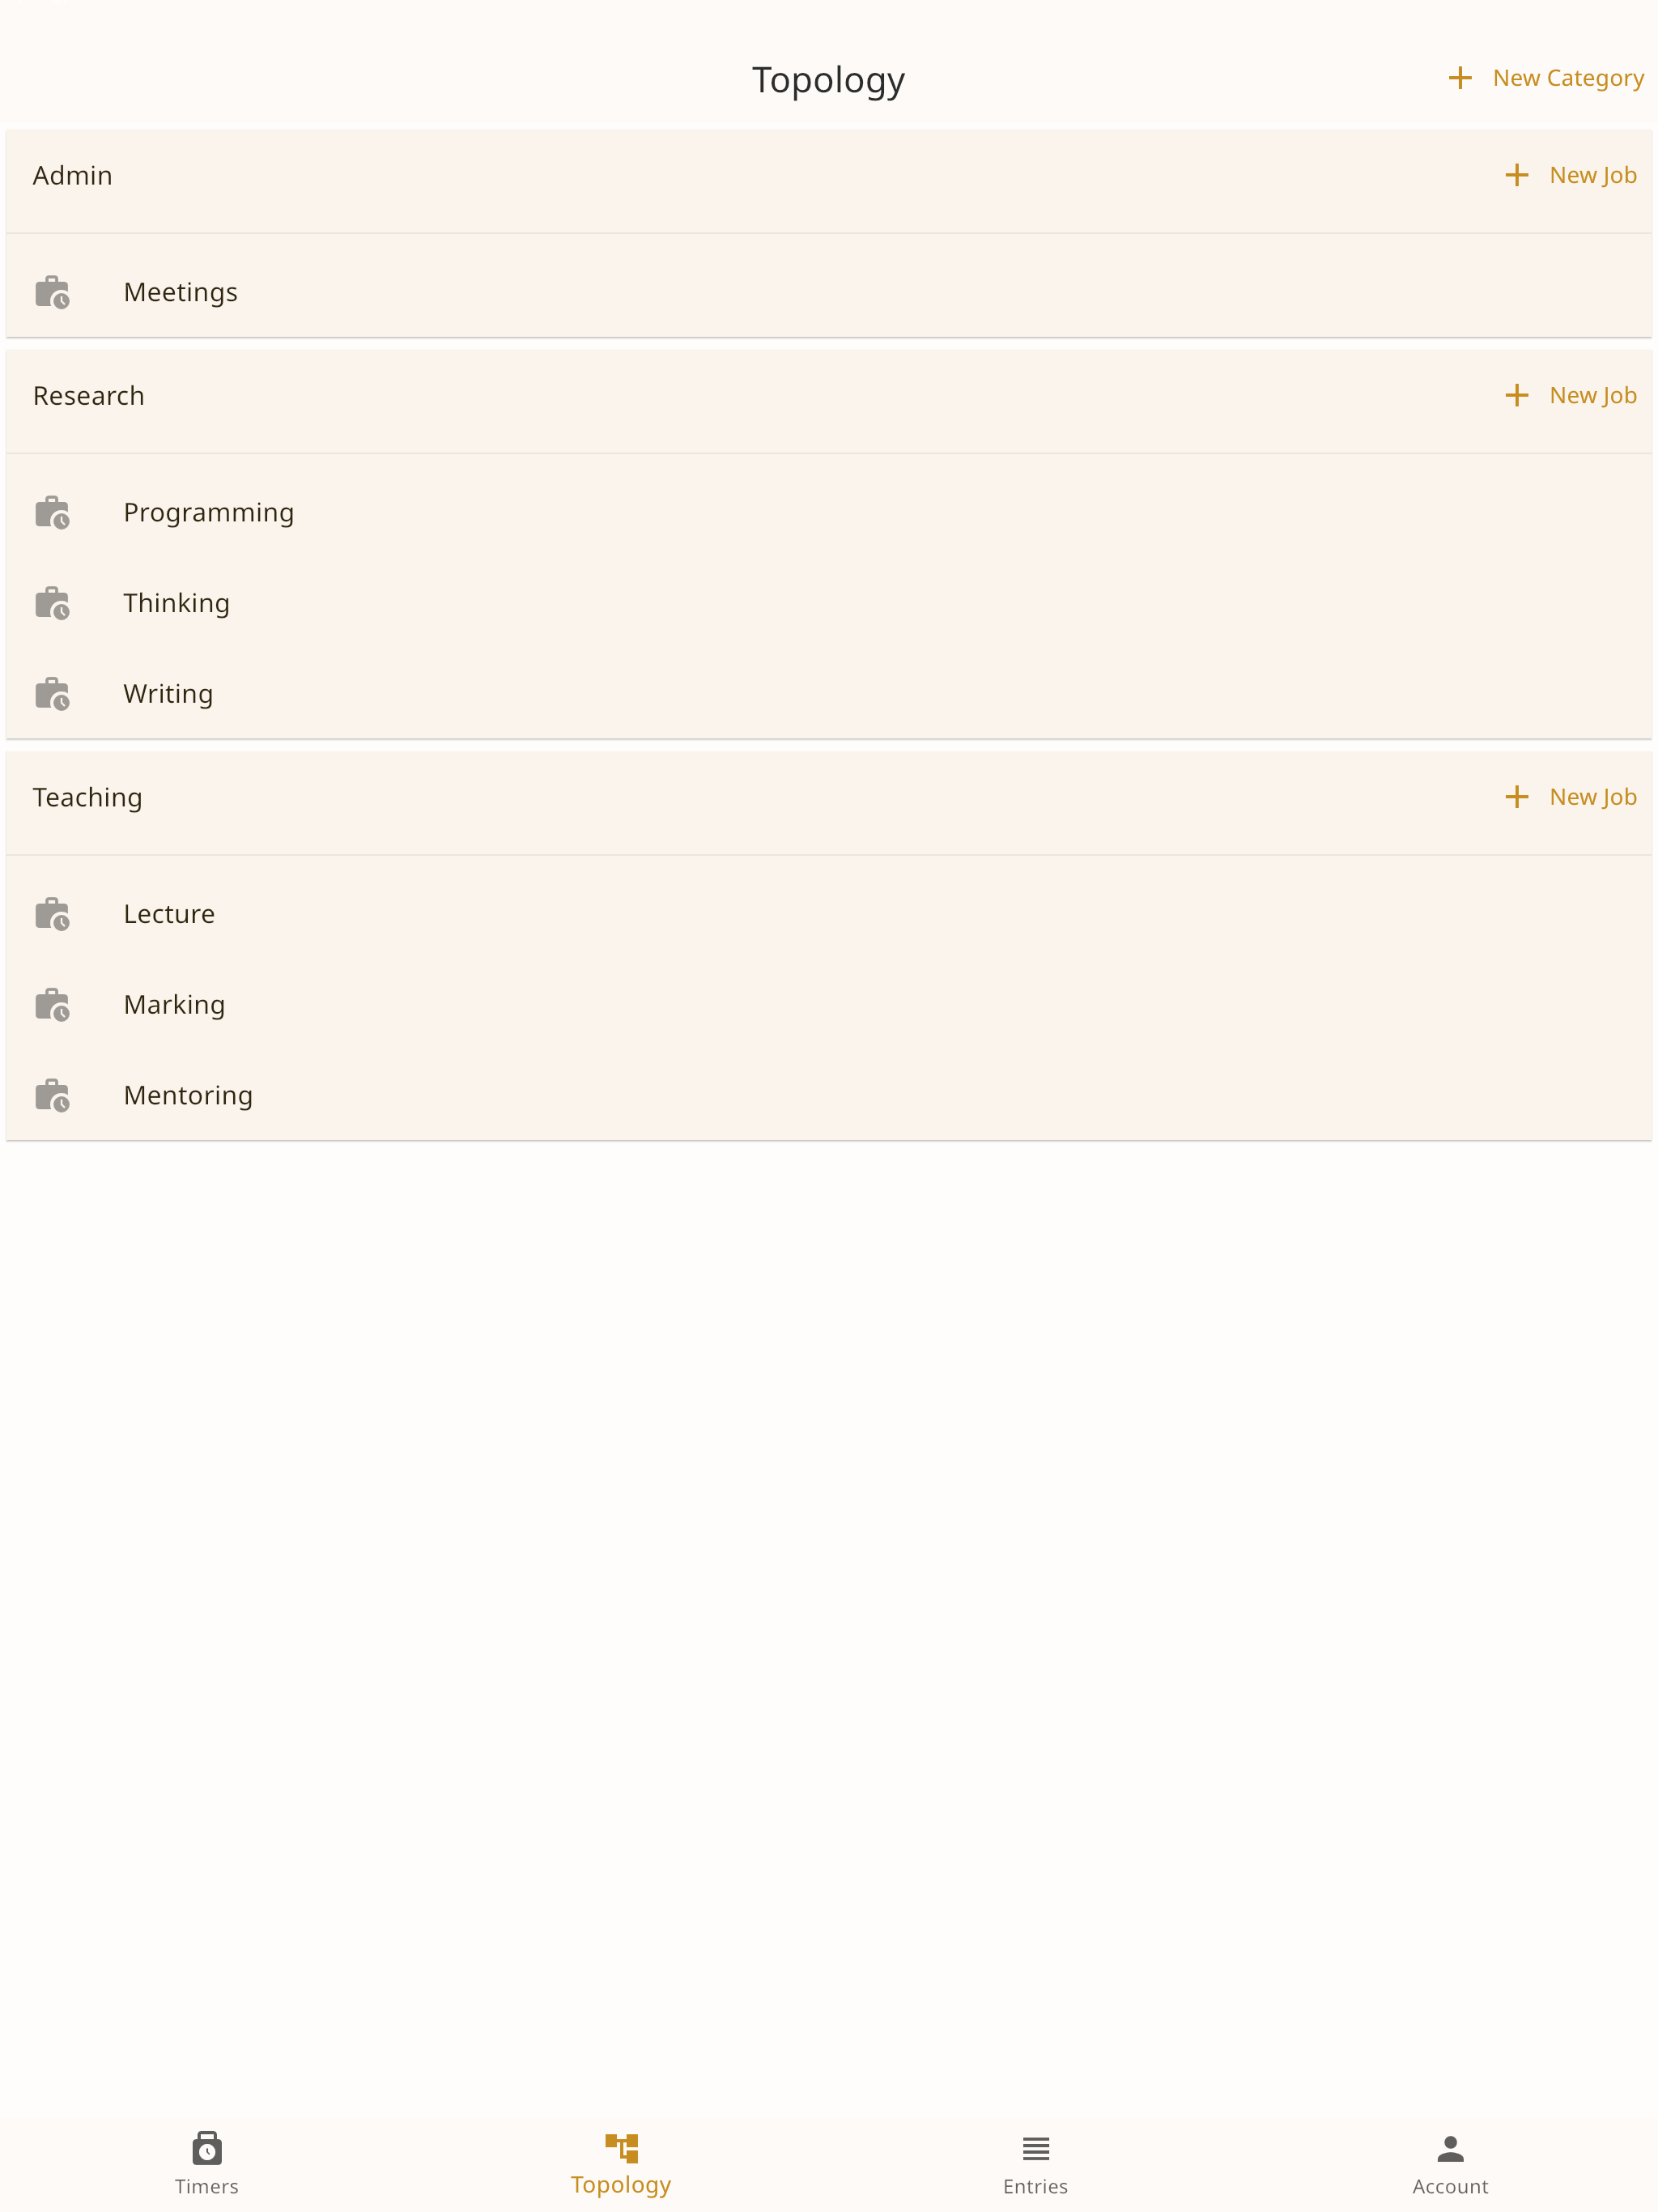 Topology
New Category
Admin
New Job
Meetings
Research
New Job
Programming
Thinking
Writing
Teaching
New Job
Lecture
Marking
Mentoring
Timers
Topology
Entries
Account